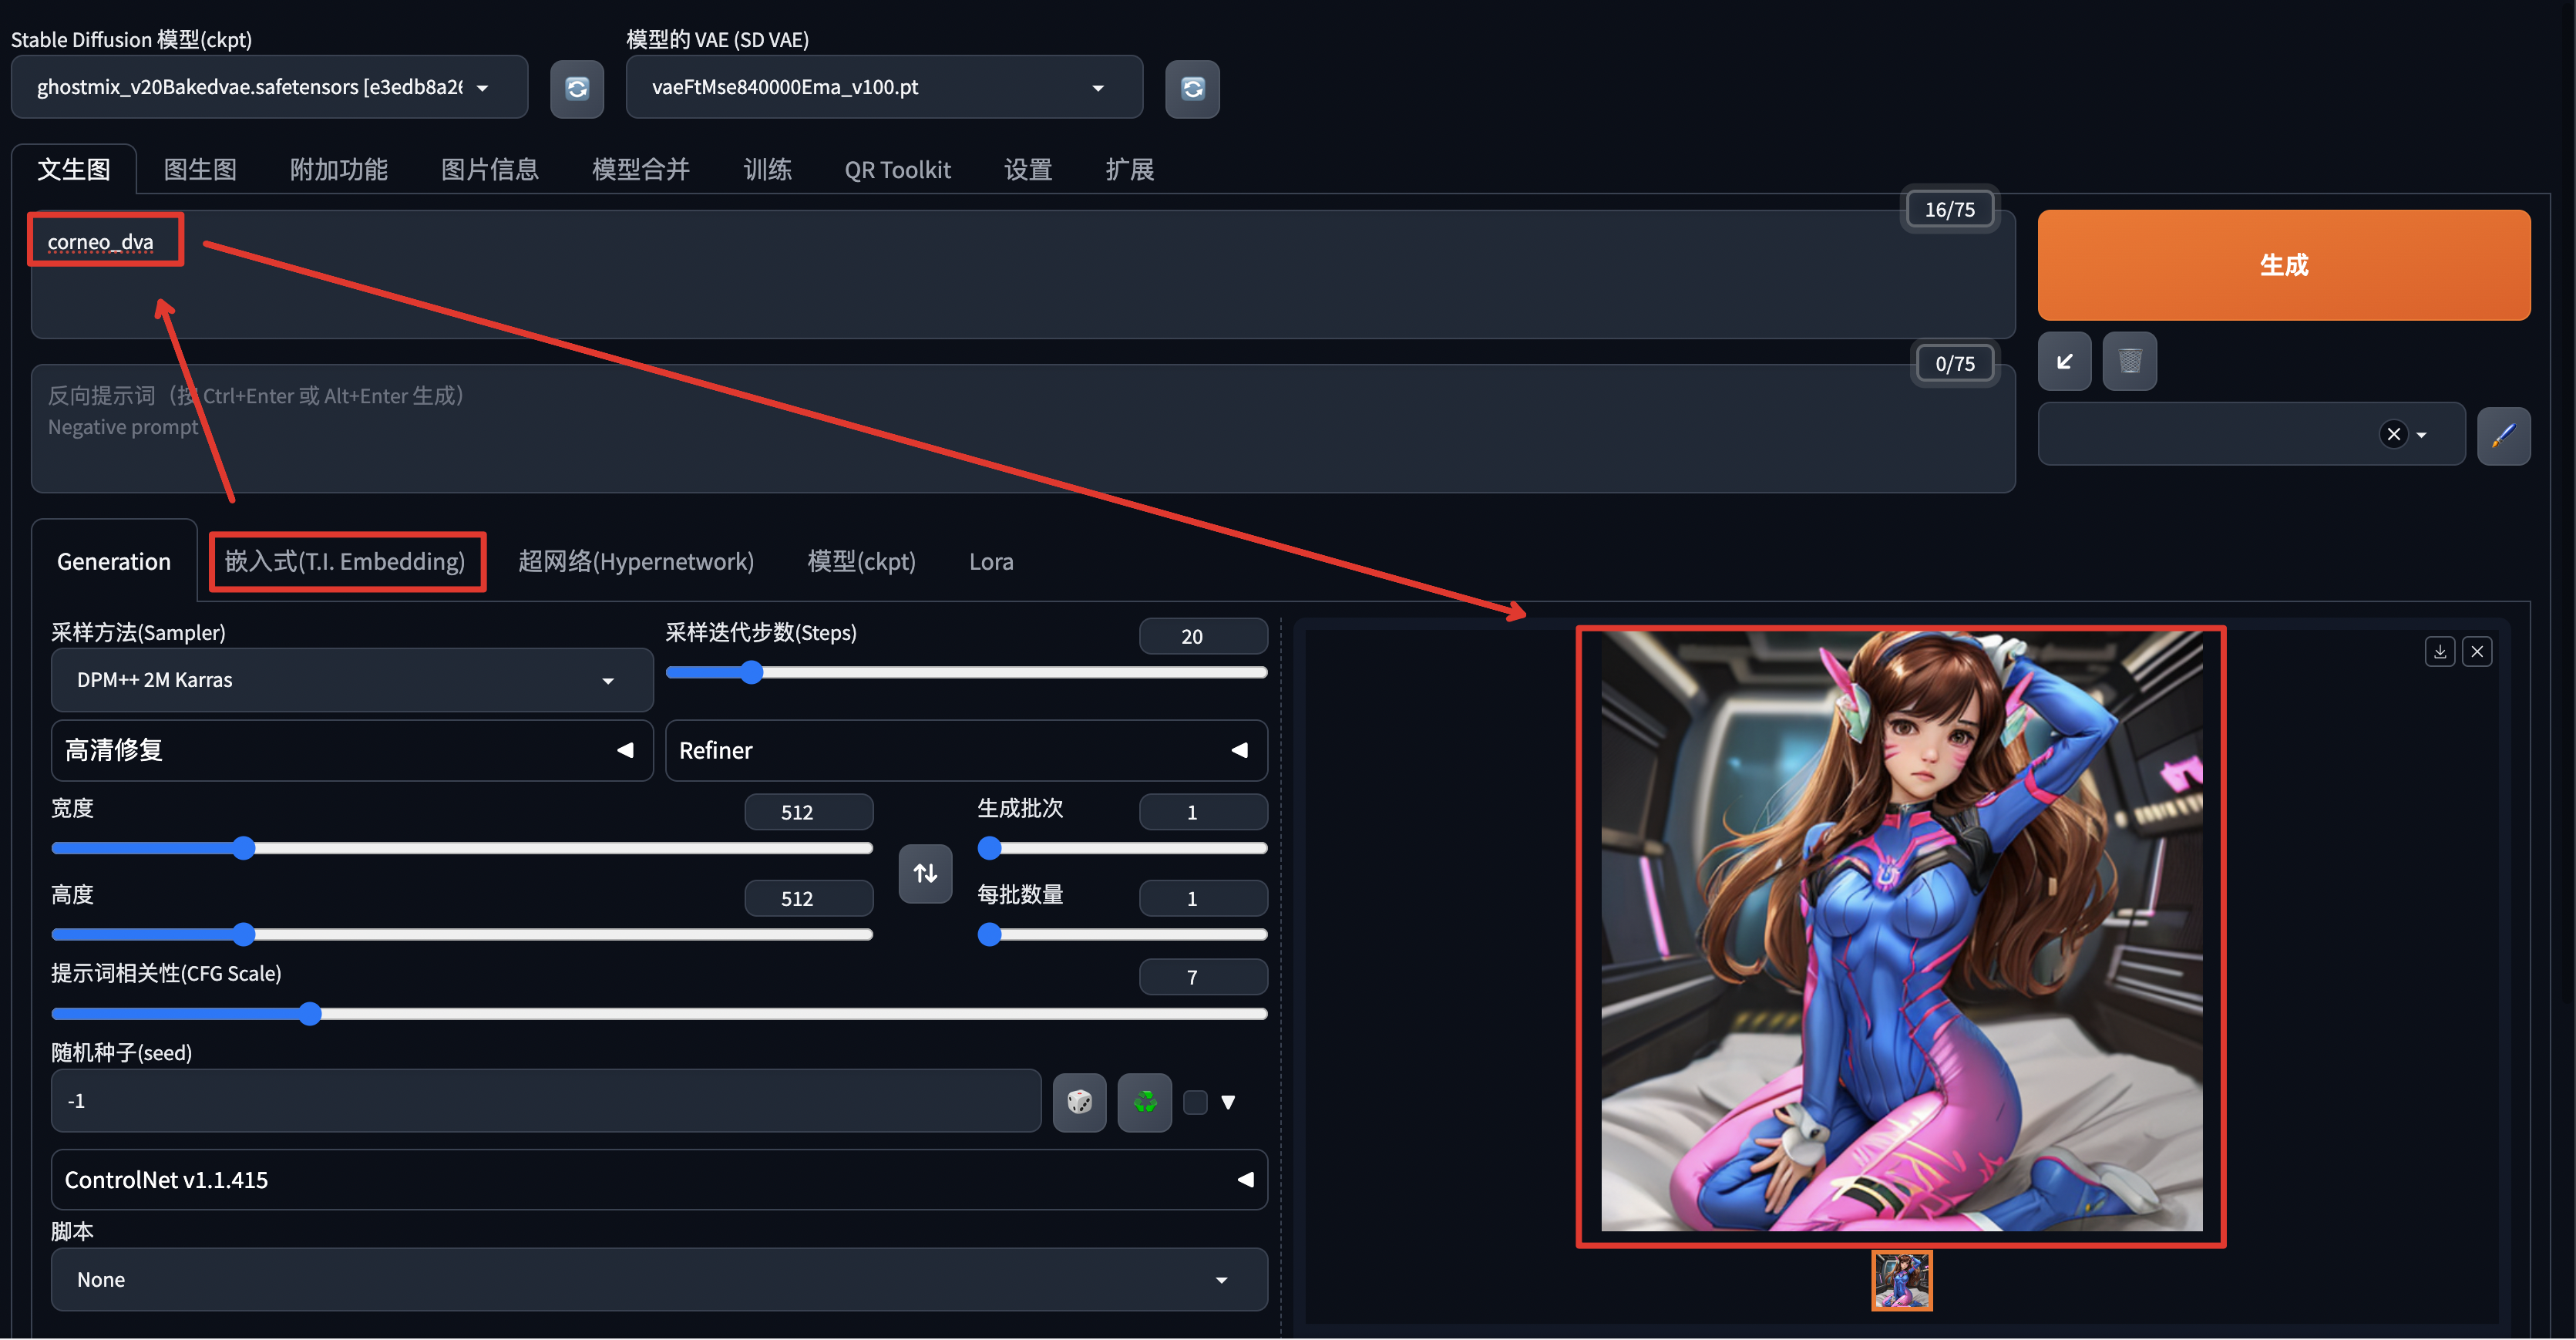 Stable Diffusion 模型(ckpt)
模型的 VAE (SD VAE)
ghostmix_v20Bakedvae.safetensors [e3edb8a26
vaeFtMse840000Ema_v100.pt
文生图
图生图
附加功能
图片信息
模型合并
训练
QR Toolkit
设置
扩展
corneo_dva
16/75
生成
反向提示词（按 Ctrl+Enter 或 Alt+Enter 生成）
Negative prompt
0/75
Generation
嵌入式(T.I. Embedding)
超网络(Hypernetwork)
模型(ckpt)
Lora
采样方法(Sampler)
DPM++ 2M Karras
采样迭代步数(Steps)
20
高清修复
Refiner
宽度
512
生成批次
1
高度
512
每批数量
1
提示词相关性(CFG Scale)
7
随机种子(seed)
-1
ControlNet v1.1.415
脚本
None